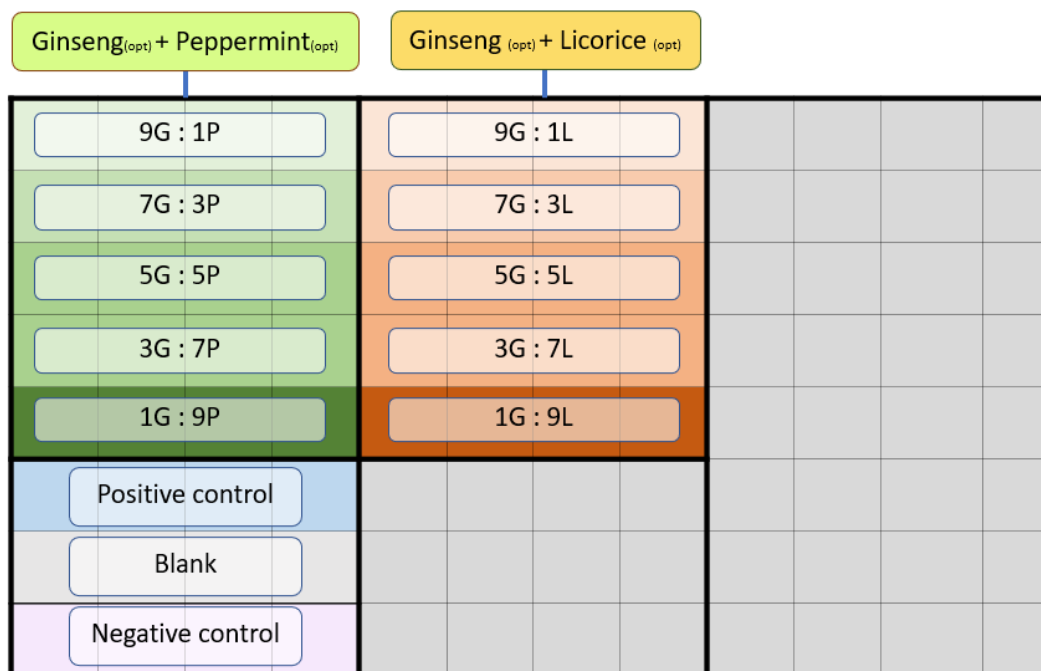 Ginseng(opt) + Peppermint(opt)
Ginseng (opt) + Licorice (opt)
9G : 1P
9G : 1L
7G : 3P
7G : 3L
5G : 5P
5G : 5L
3G : 7P
3G : 7L
1G : 9P
1G : 9L
Positive control
Blank
Negative control